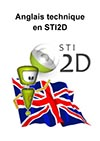 Anglais technique
en STI2D
STI
2D